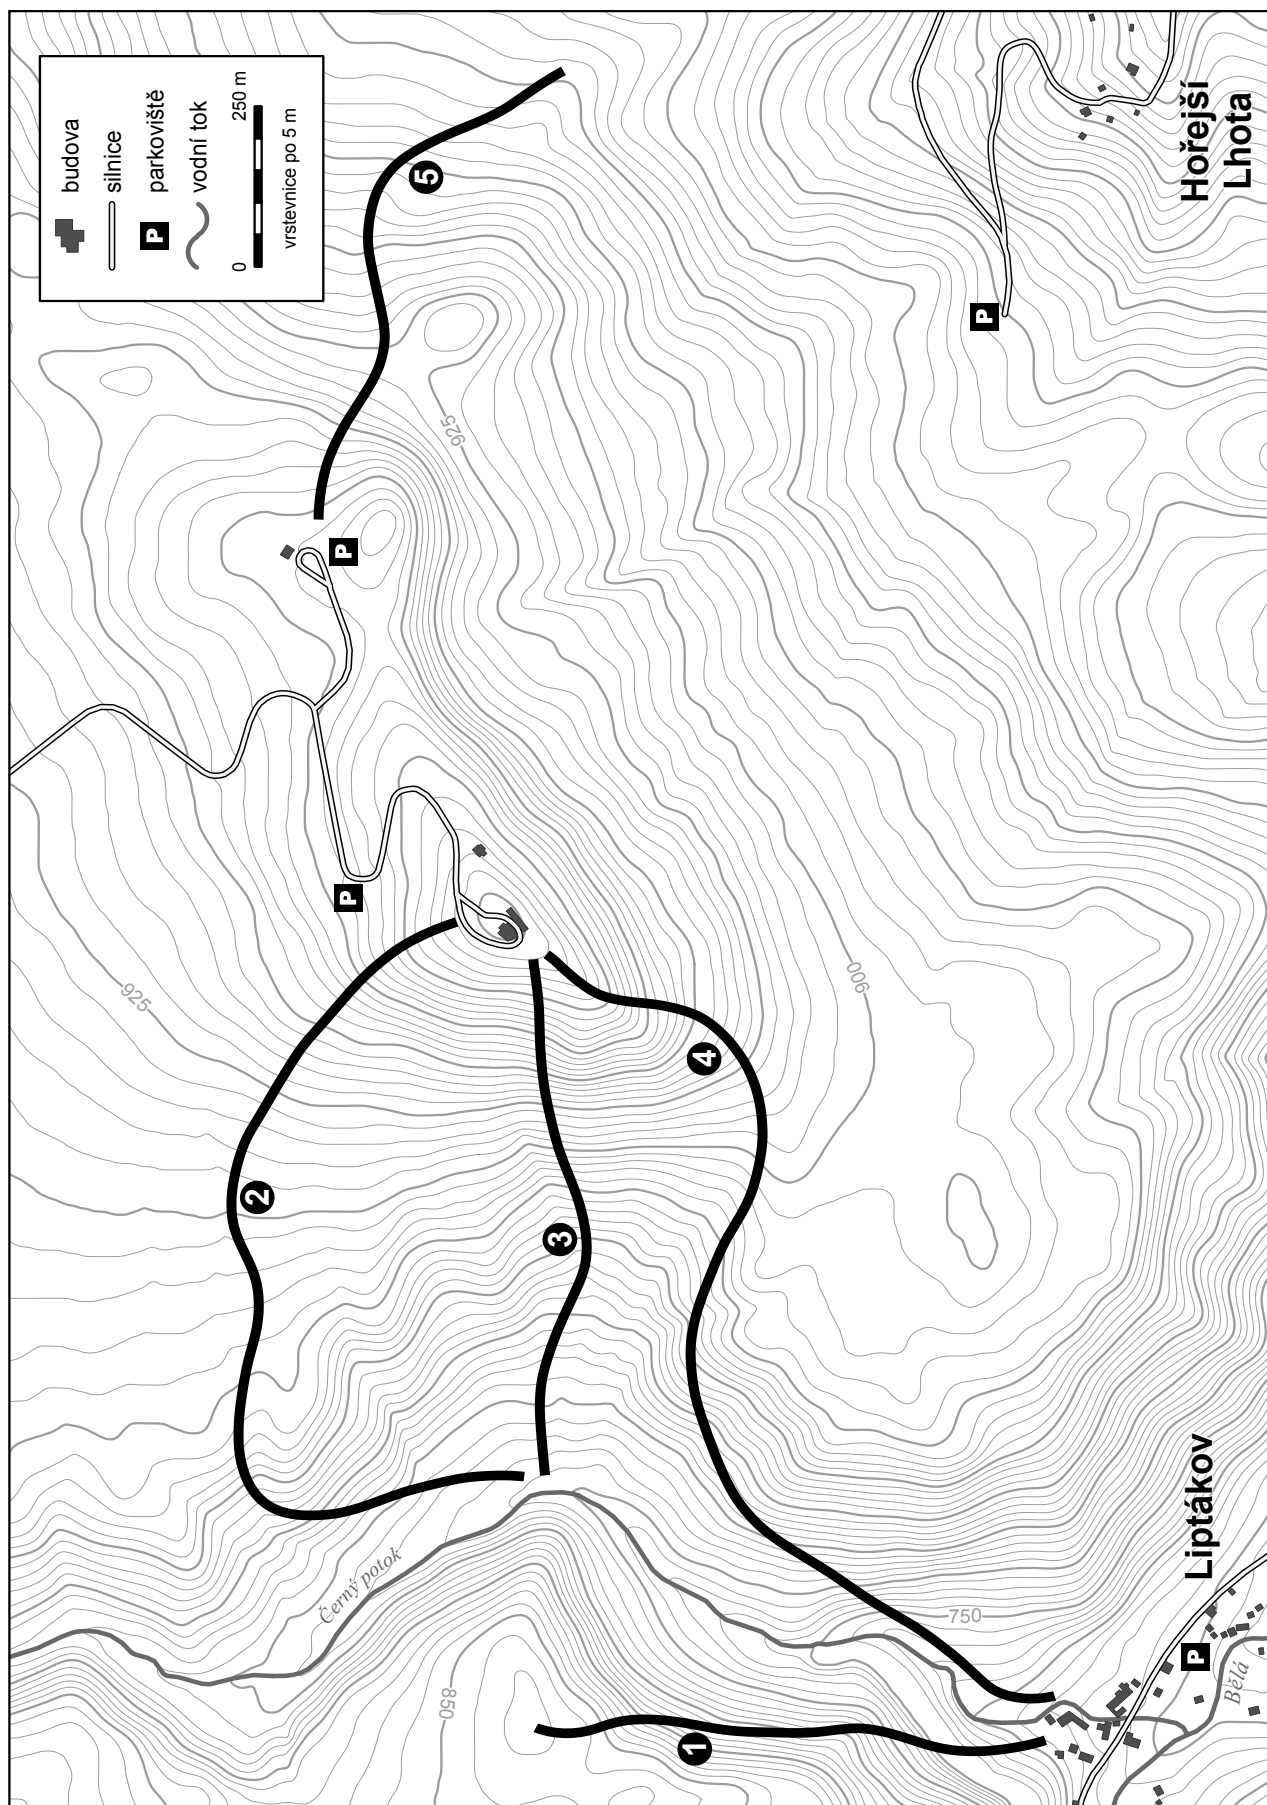 budova
silnice
P
parkoviště
vodní tok
0
250 m
vrstevnice po 5 m
5
925
P
P
P
Hořejší
Lhota
925
2
3
4
900
Černý potok
850
1
750
Liptákov
P
Bělá